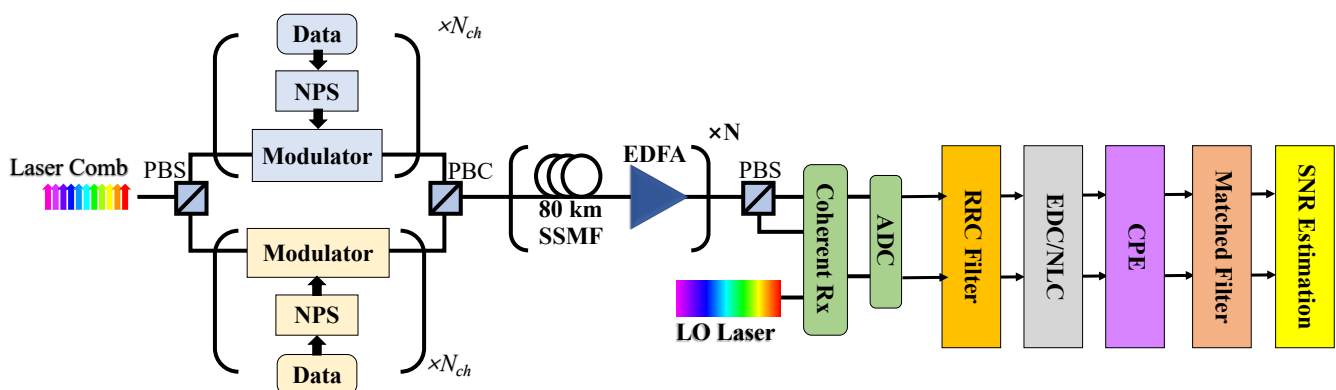 Data
×N_ch
NPS
Modulator
Laser Comb
PBS
PBC
Modulator
NPS
Data
×N_ch
80 km
SSMF
EDFA
×N
PBS
LO Laser
Coherent Rx
ADC
RRC Filter
EDC/NLC
CPE
Matched Filter
SNR Estimation